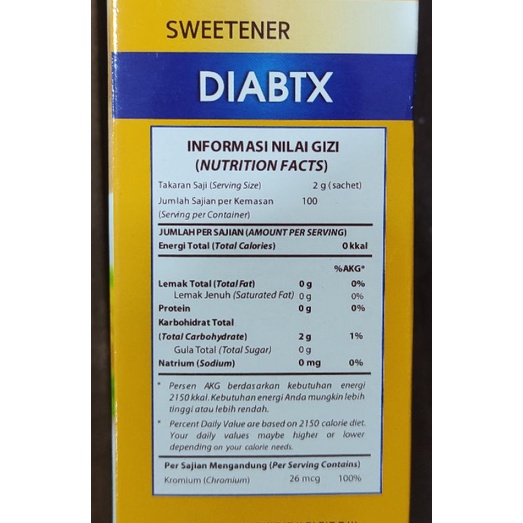 SWEETENER
DIABTX
INFORMASI NILAI GIZI
(NUTRITION FACTS)
Takaran Saji (Serving Size) 2 g (sachet)
Jumlah Sajian per Kemasan 100
(Serving per Container)
JUMLAH PER SAJIAN (AMOUNT PER SERVING)
Energi Total (Total Calories) 0 kkal
%AKG*
Lemak Total (Total Fat) 0 g 0%
Lemak Jenuh (Saturated Fat) 0 g 0%
Protein 0 g 0%
Karbohidrat Total
(Total Carbohydrate) 2 g 1%
Gula Total (Total Sugar) 0 g
Natrium (Sodium) 0 mg 0%
* Persen AKG berdasarkan kebutuhan energi
2150 kkal. Kebutuhan energi Anda mungkin lebih
tinggi atau lebih rendah.
* Percent Daily Value are based on 2150 calorie diet.
Your daily values maybe higher or lower
depending on your calorie needs.
Per Sajian Mengandung (Per Serving Contains)
Kromium (Chromium) 26 mcg 100%